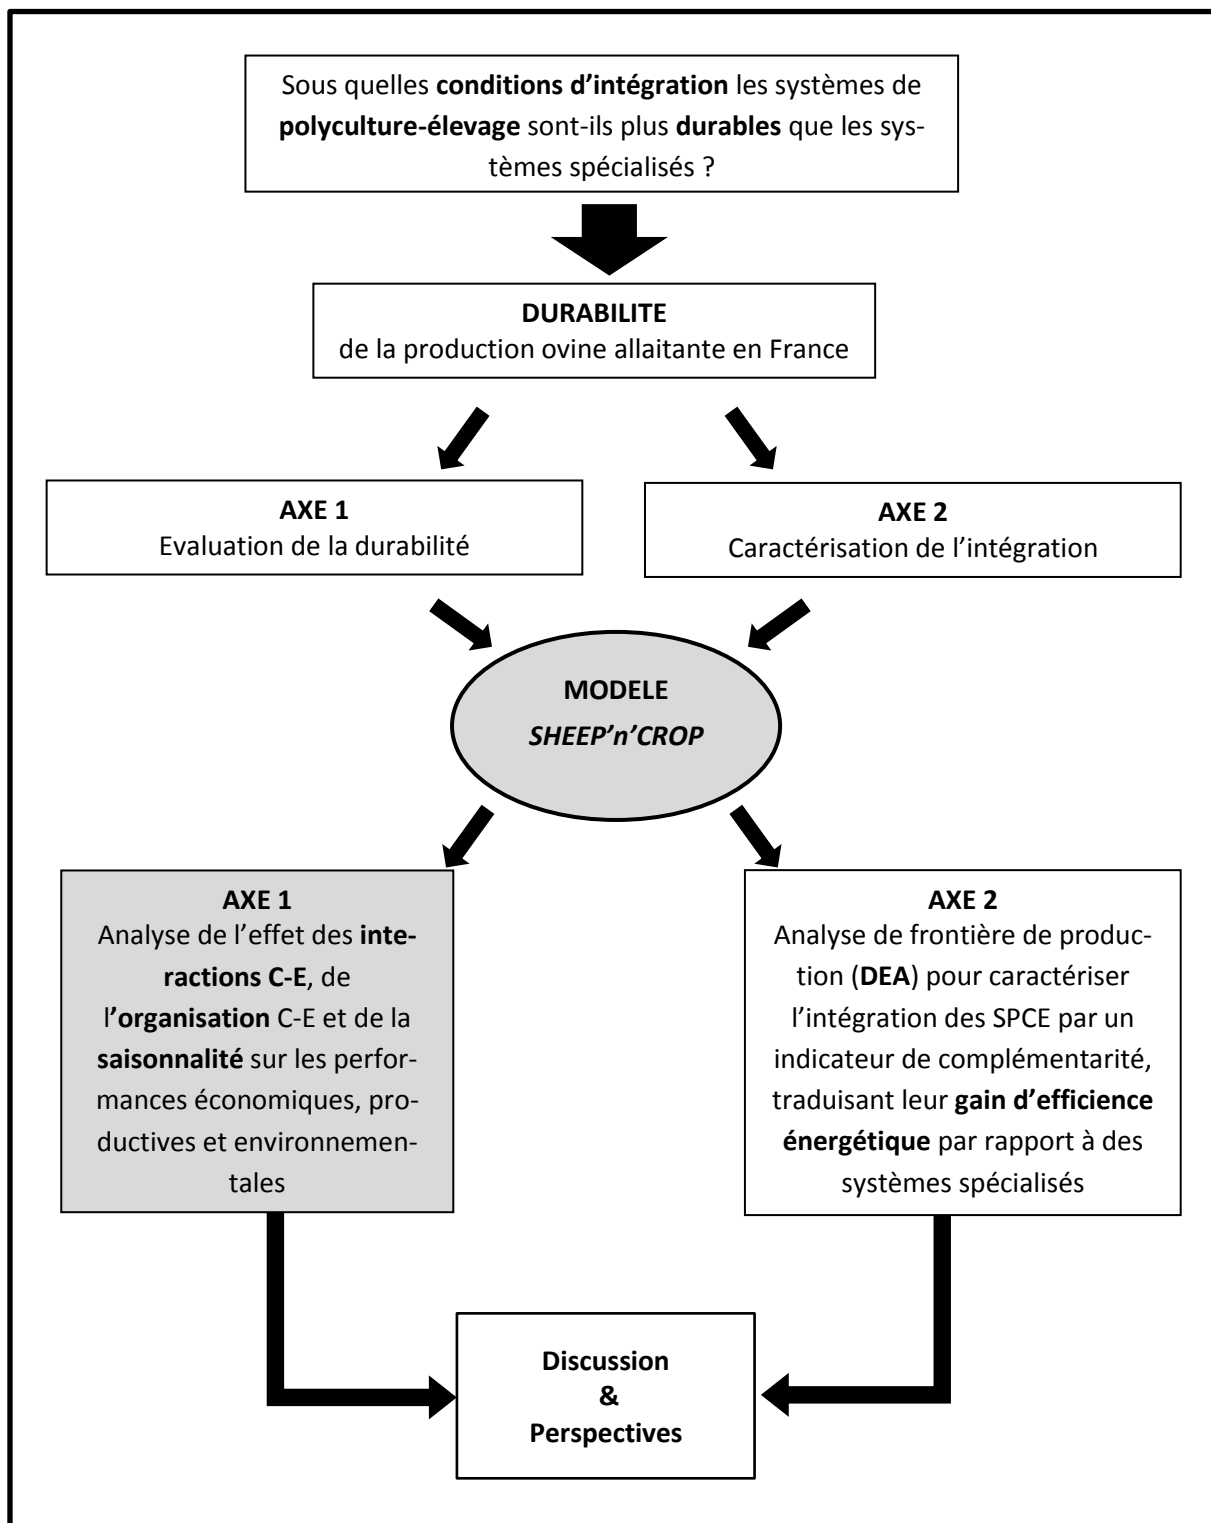 Sous quelles conditions d’intégration les systèmes de
polyculture-élevage sont-ils plus durables que les sys-
tèmes spécialisés ?
DURABILITE
de la production ovine allaitante en France
AXE 1
Evaluation de la durabilité
AXE 2
Caractérisation de l’intégration
MODELE
SHEEP’n’CROP
AXE 1
Analyse de l’effet des inte-
ractions C-E, de
l’organisation C-E et de la
saisonnalité sur les perfor-
mances économiques, pro-
ductives et environnemen-
tales
AXE 2
Analyse de frontière de produc-
tion (DEA) pour caractériser
l’intégration des SPCE par un
indicateur de complémentarité,
traduisant leur gain d’efficience
énergétique par rapport à des
systèmes spécialisés
Discussion
&
Perspectives